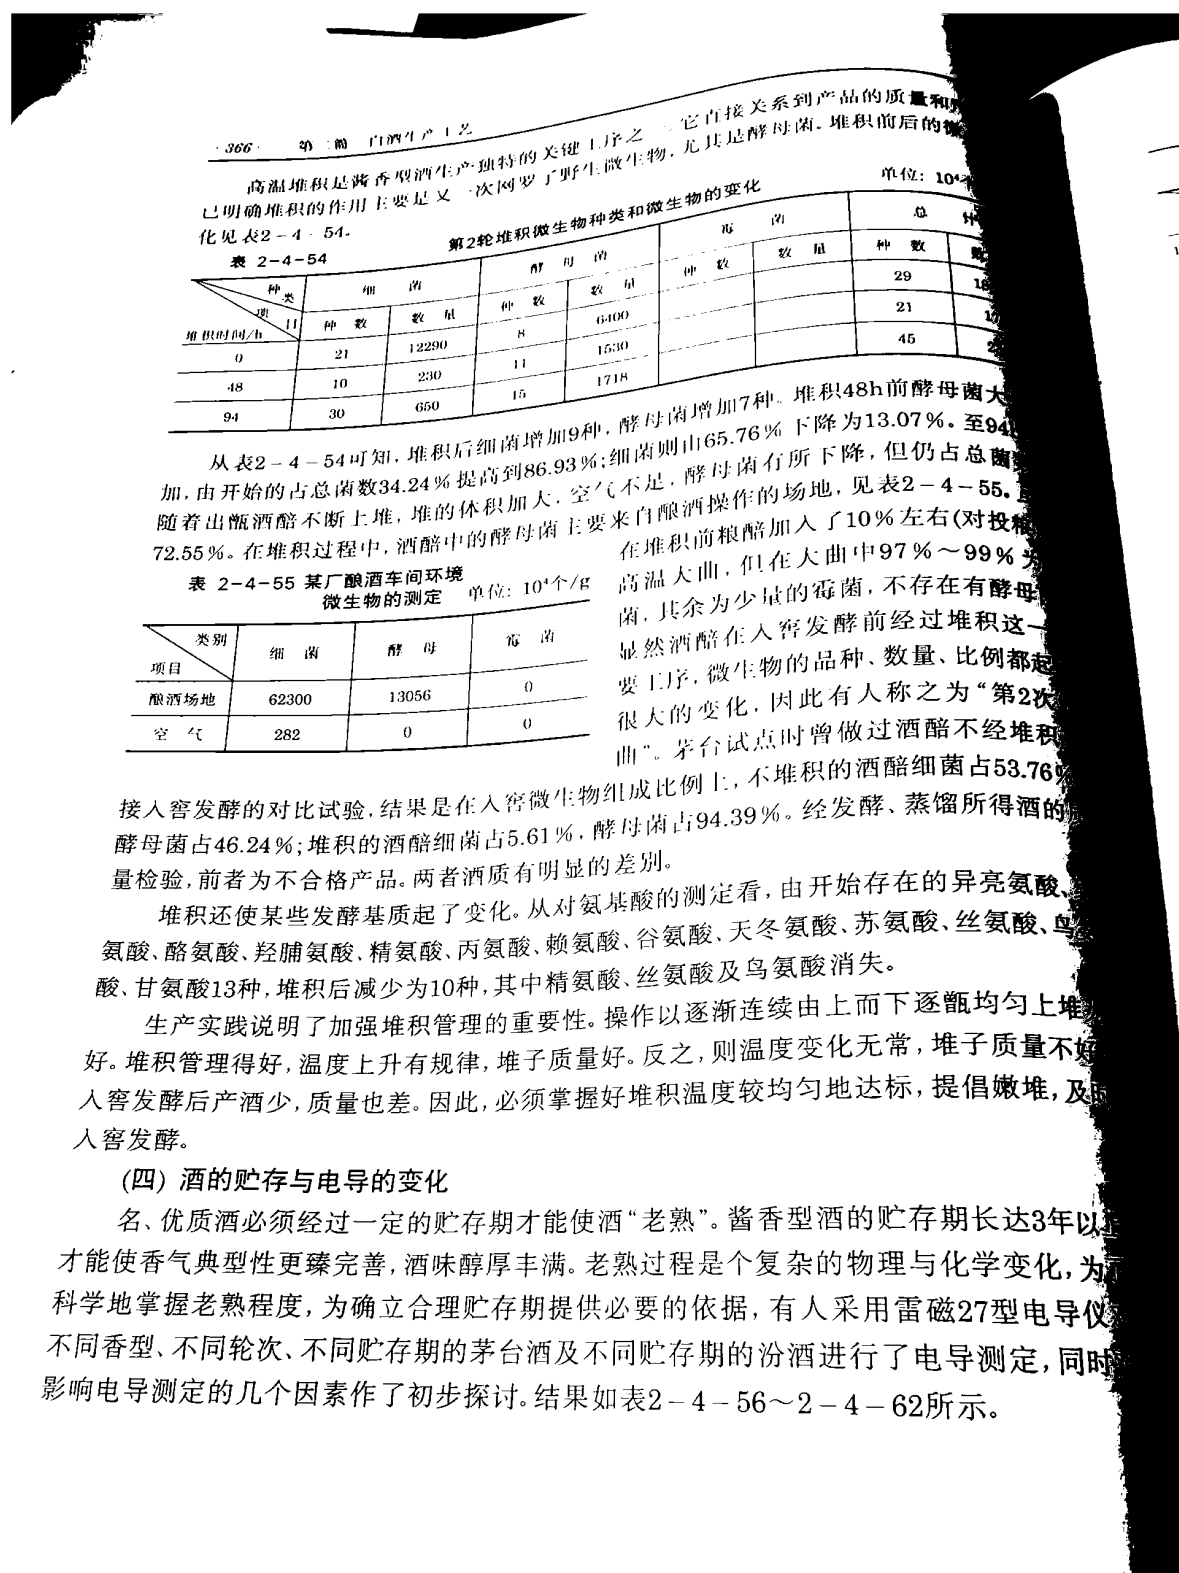 ·366· 第二篇 白酒生产工艺
高温堆积是酱香型酒生产独特的关键工序之一。它直接关系到产品的质量和
已明确堆积的作用主要是又一次网罗了野生微生物，尤其是酵母菌。堆积前后的微
化见表2-4-54。
表 2-4-54 第2轮堆积微生物种类和微生物的变化 单位：10⁴个
种类 细菌 酵母菌 霉菌 总计
项目
堆积时间/h 种数 数量 种数 数量 种数 数量 种数 数
0 21 12290 8 6400 29
48 10 230 11 1530 21
94 30 650 15 1718 45
从表2-4-54可知，堆积后细菌增加9种，酵母菌增加7种。堆积48h前酵母菌大
加，由开始的占总菌数34.24%提高到86.93%；细菌则由65.76%下降为13.07%。至94
随着出甑酒醅不断上堆，堆的体积加大，空气不足，酵母菌有所下降，但仍占总菌
72.55%。在堆积过程中，酒醅中的酵母菌主要来自酿酒操作的场地，见表2-4-55。
表 2-4-55 某厂酿酒车间环境
微生物的测定 单位：10⁴个/g
类别 细菌 酵母 霉菌
项目
酿酒场地 62300 13056 0
空气 282 0 0
在堆积前粮醅加入了10%左右(对投粮
高温大曲，但在大曲中97%～99%为
菌，其余为少量的霉菌，不存在有酵母
显然酒醅在入窖发酵前经过堆积这一
要工序，微生物的品种、数量、比例都起
很大的变化，因此有人称之为“第2次
曲”。茅台试点时曾做过酒醅不经堆积
接入窖发酵的对比试验，结果是在入窖微生物组成比例上，不堆积的酒醅细菌占53.76%
酵母菌占46.24%；堆积的酒醅细菌占5.61%，酵母菌占94.39%。经发酵、蒸馏所得酒的
量检验，前者为不合格产品。两者酒质有明显的差别。
堆积还使某些发酵基质起了变化。从对氨基酸的测定看，由开始存在的异亮氨酸、
氨酸、酪氨酸、羟脯氨酸、精氨酸、丙氨酸、赖氨酸、谷氨酸、天冬氨酸、苏氨酸、丝氨酸、鸟
酸、甘氨酸13种，堆积后减少为10种，其中精氨酸、丝氨酸及鸟氨酸消失。
生产实践说明了加强堆积管理的重要性。操作以逐渐连续由上而下逐甑均匀上堆
好。堆积管理得好，温度上升有规律，堆子质量好。反之，则温度变化无常，堆子质量不好
入窖发酵后产酒少，质量也差。因此，必须掌握好堆积温度较均匀地达标，提倡嫩堆，及时
入窖发酵。
(四) 酒的贮存与电导的变化
名、优质酒必须经过一定的贮存期才能使酒“老熟”。酱香型酒的贮存期长达3年以
才能使香气典型性更臻完善，酒味醇厚丰满。老熟过程是个复杂的物理与化学变化，为
科学地掌握老熟程度，为确立合理贮存期提供必要的依据，有人采用雷磁27型电导仪
不同香型、不同轮次、不同贮存期的茅台酒及不同贮存期的汾酒进行了电导测定，同时
影响电导测定的几个因素作了初步探讨。结果如表2-4-56～2-4-62所示。